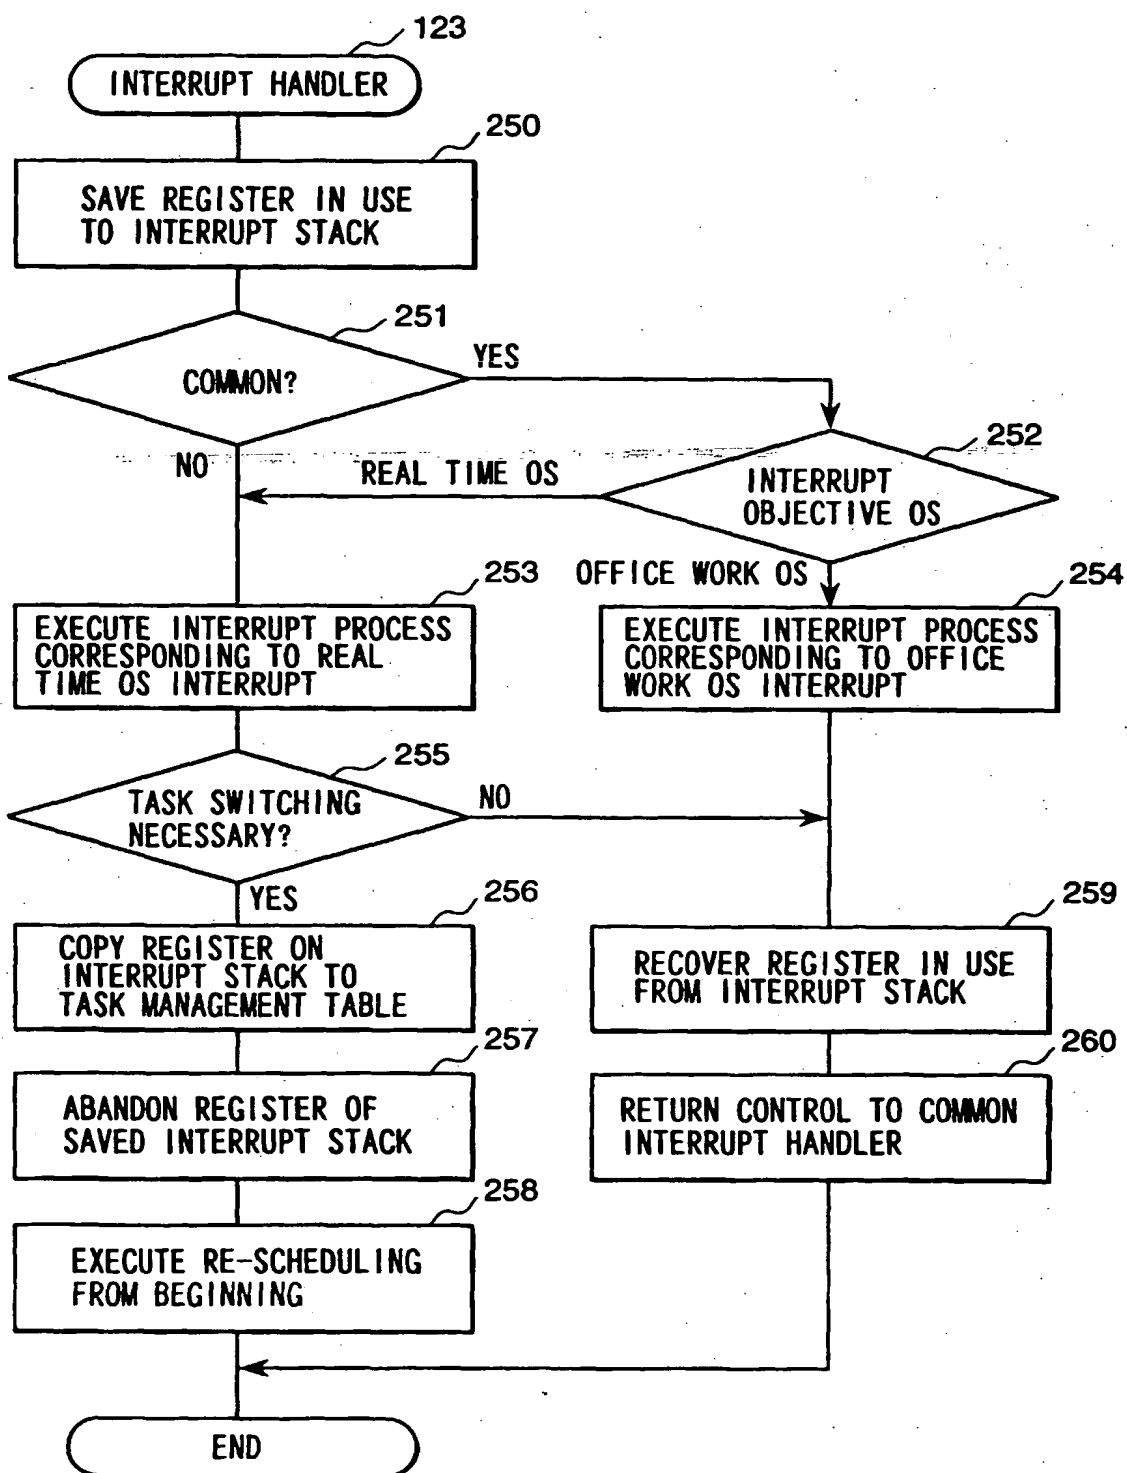 123
INTERRUPT HANDLER
250
SAVE REGISTER IN USE
TO INTERRUPT STACK
251
COMMON?
YES
NO
252
INTERRUPT
OBJECTIVE OS
REAL TIME OS
OFFICE WORK OS
253
EXECUTE INTERRUPT PROCESS
CORRESPONDING TO REAL
TIME OS INTERRUPT
254
EXECUTE INTERRUPT PROCESS
CORRESPONDING TO OFFICE
WORK OS INTERRUPT
255
TASK SWITCHING
NECESSARY?
NO
YES
256
COPY REGISTER ON
INTERRUPT STACK TO
TASK MANAGEMENT TABLE
259
RECOVER REGISTER IN USE
FROM INTERRUPT STACK
257
ABANDON REGISTER OF
SAVED INTERRUPT STACK
260
RETURN CONTROL TO COMMON
INTERRUPT HANDLER
258
EXECUTE RE-SCHEDULING
FROM BEGINNING
END